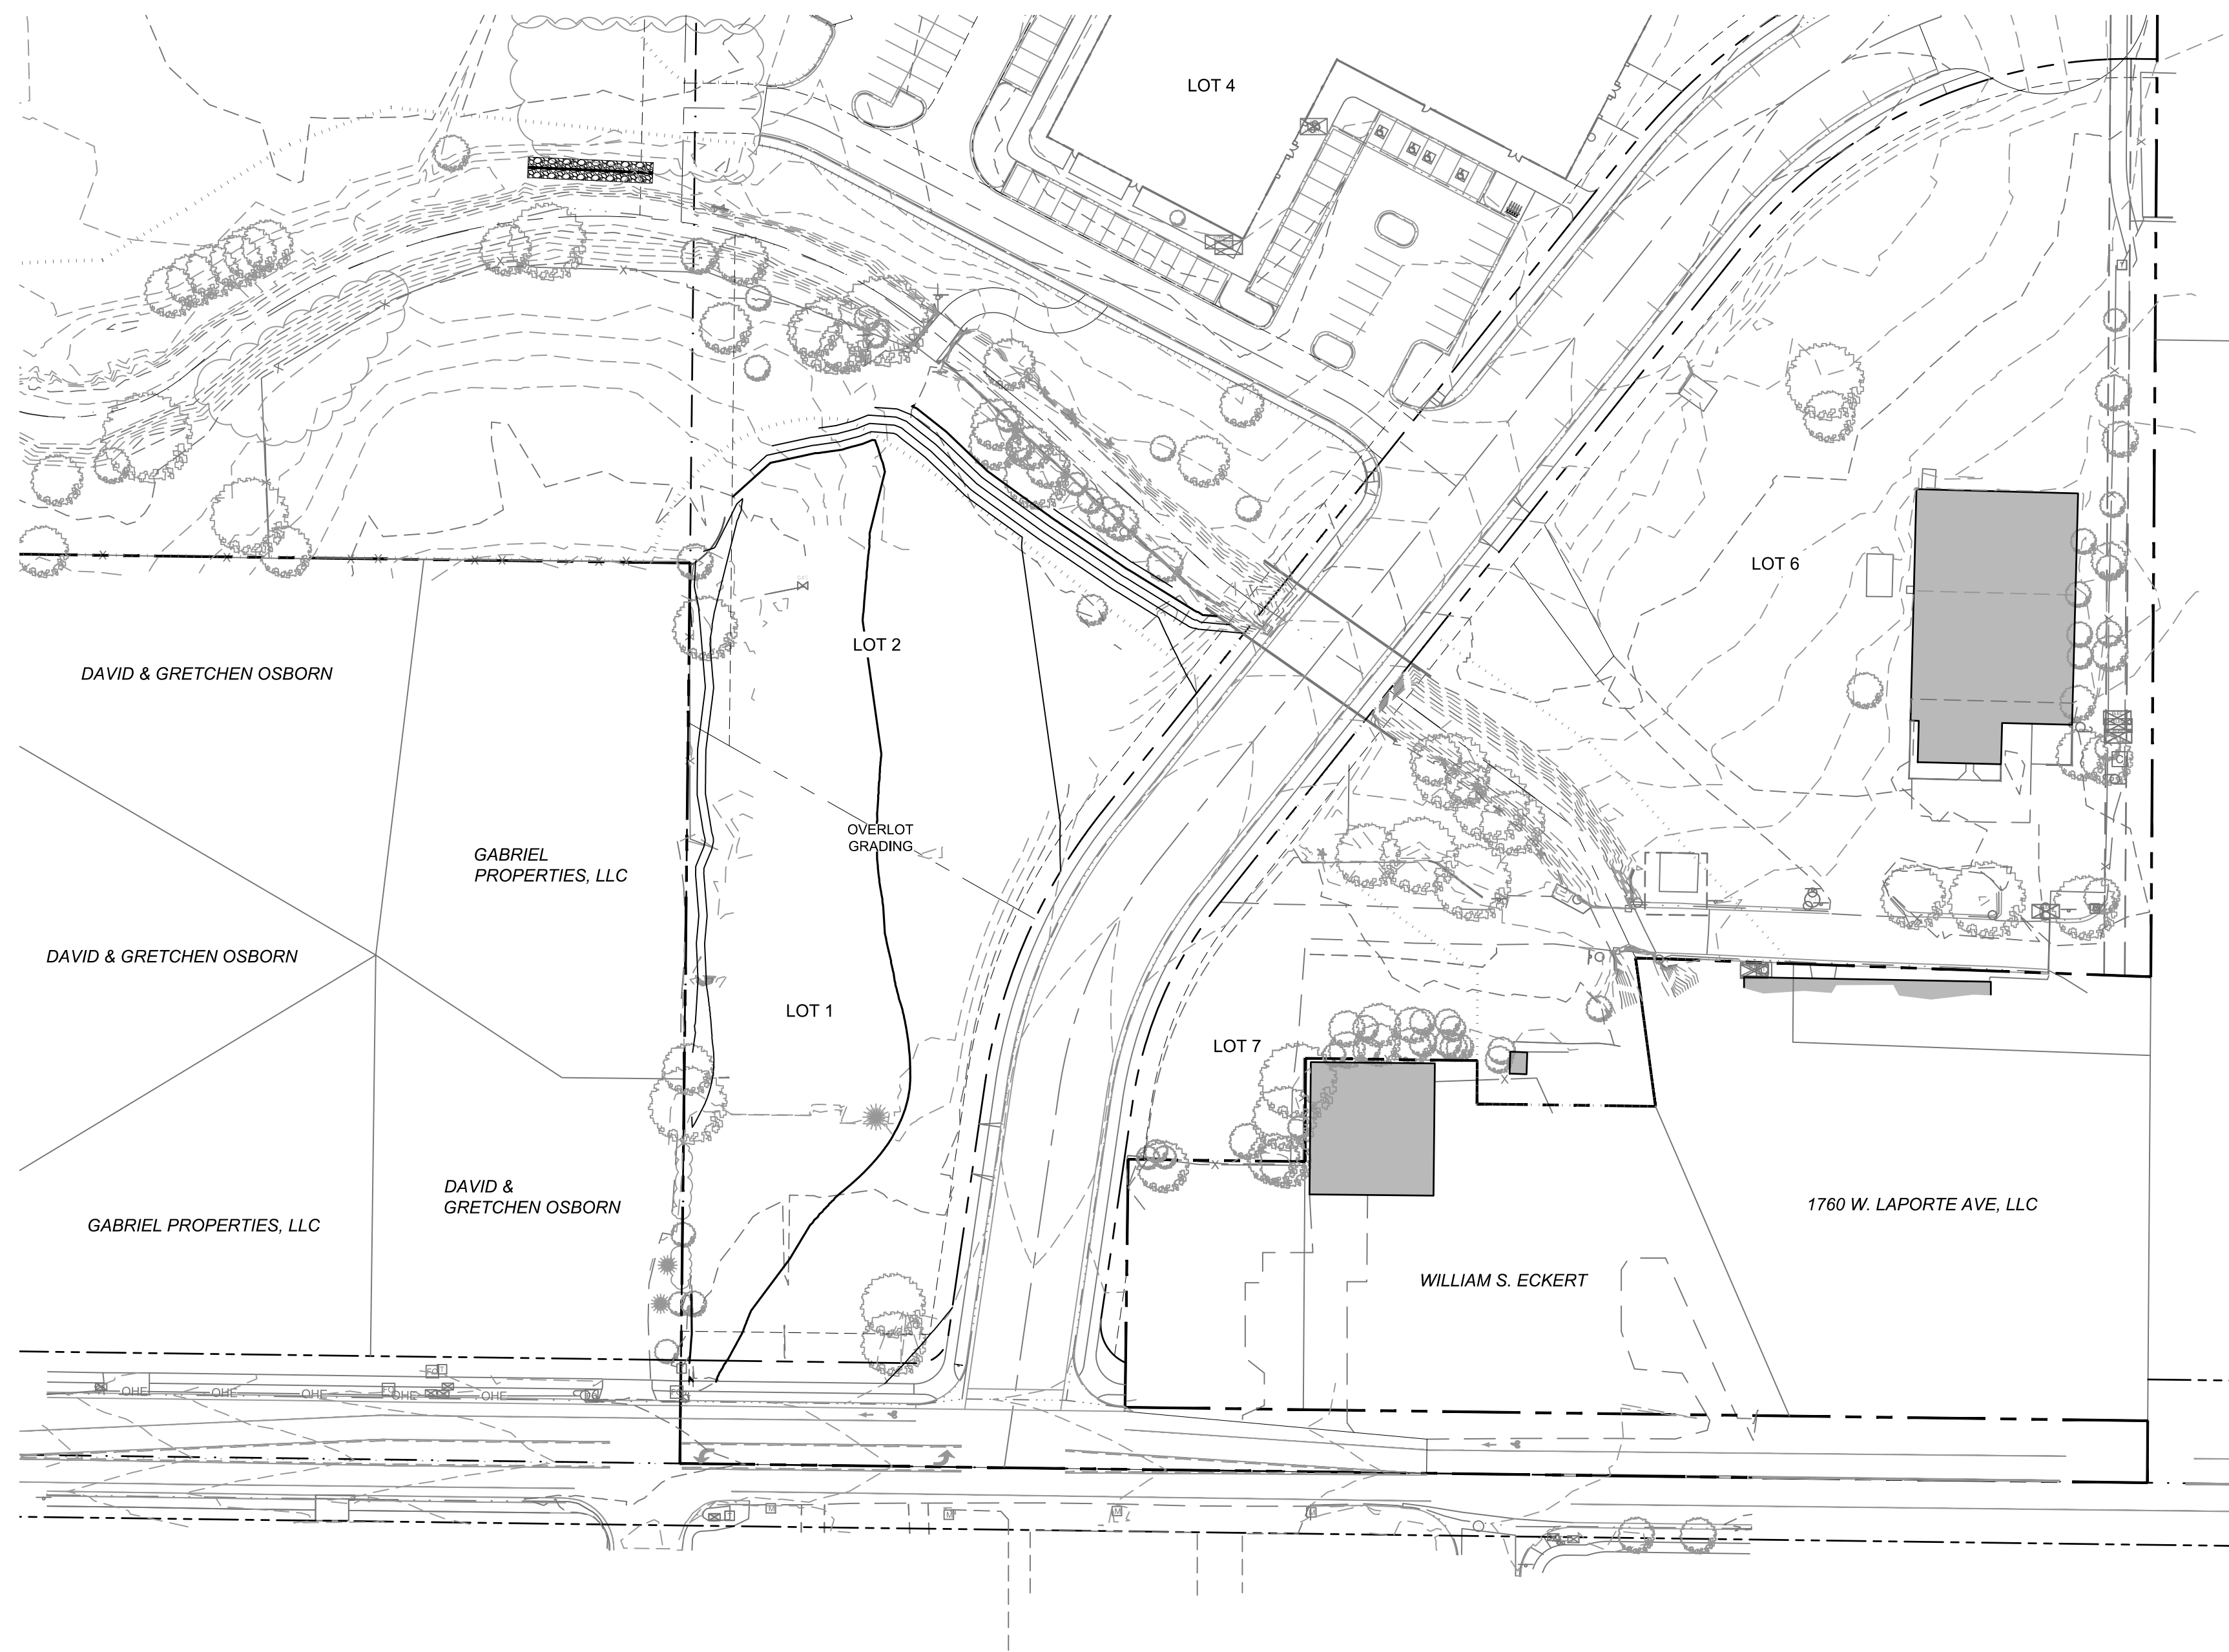 LOT 4
LOT 6
LOT 2
DAVID & GRETCHEN OSBORN
OVERLOT
GRADING
GABRIEL
PROPERTIES, LLC
DAVID & GRETCHEN OSBORN
LOT 1
LOT 7
DAVID &
GRETCHEN OSBORN
1760 W. LAPORTE AVE, LLC
GABRIEL PROPERTIES, LLC
WILLIAM S. ECKERT
OHE
OHE
OHE
OHE
OHE
M
M
M
M